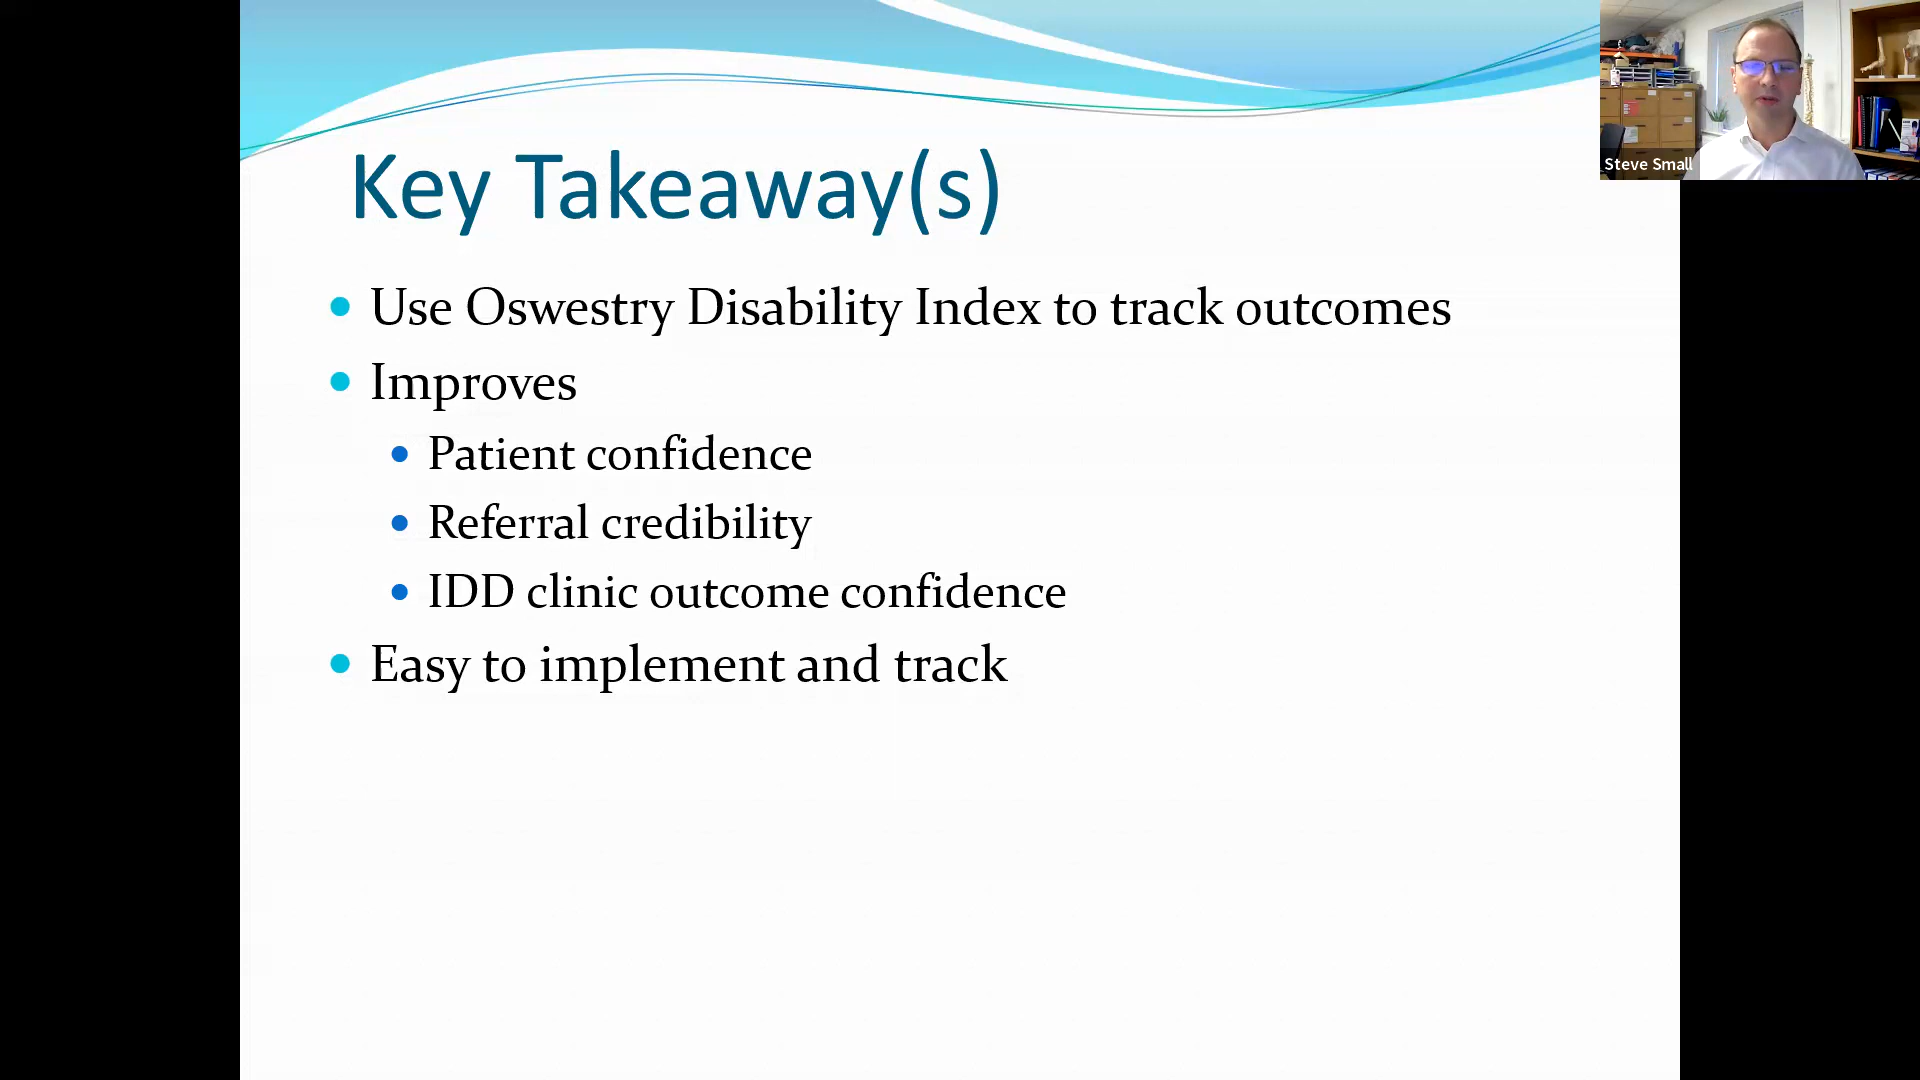 Steve Small
Key Takeaway(s)
Use Oswestry Disability Index to track outcomes
Improves
Patient confidence
Referral credibility
IDD clinic outcome confidence
Easy to implement and track